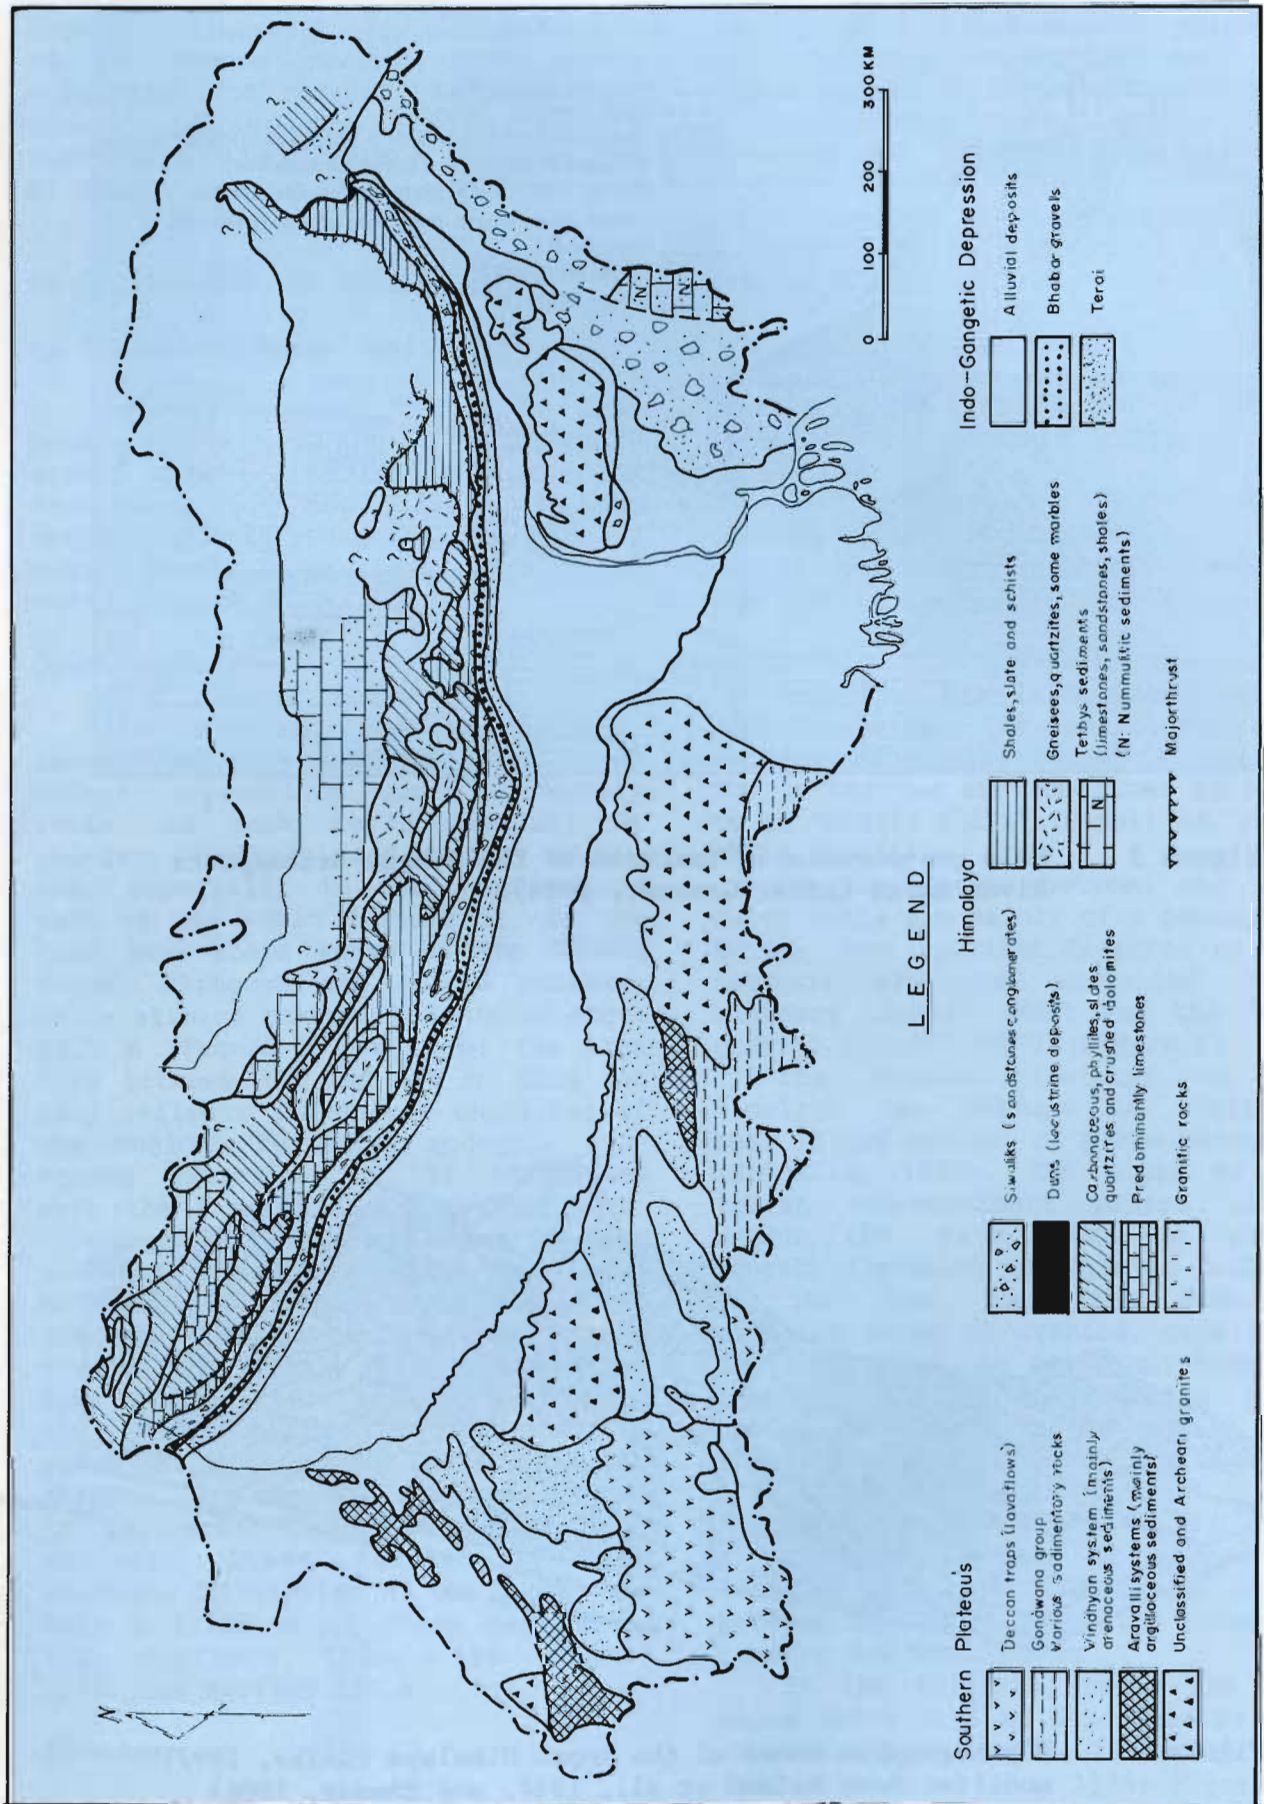 N
?
?
?
?
?
?
?
N
N
0 100 200 300 KM
LEGEND
Southern Plateaus
Deccan traps (lavaflows)
Gondwana group
Various sadimentory rocks
Vindhyan system (mainly
arenaceous sediments)
Aravalli systems (mainly
argillaceous sediments)
Unclassified and Archean granites
Himalaya
Siwaliks (sandstones, conglomerates)
Duns (lacustrine deposits)
Carbonaceous, phyllites, slates
quartzites and crushed dolomites
Predominantly limestones
Granitic rocks
Shales, slate and schists
Gneisees, quartzites, some marbles
N
Tethys sediments
(limestones, sandstones, shales)
(N: Nummulitic sediments)
Major thrust
Indo-Gangetic Depression
Alluvial deposits
Bhabar gravels
Terai